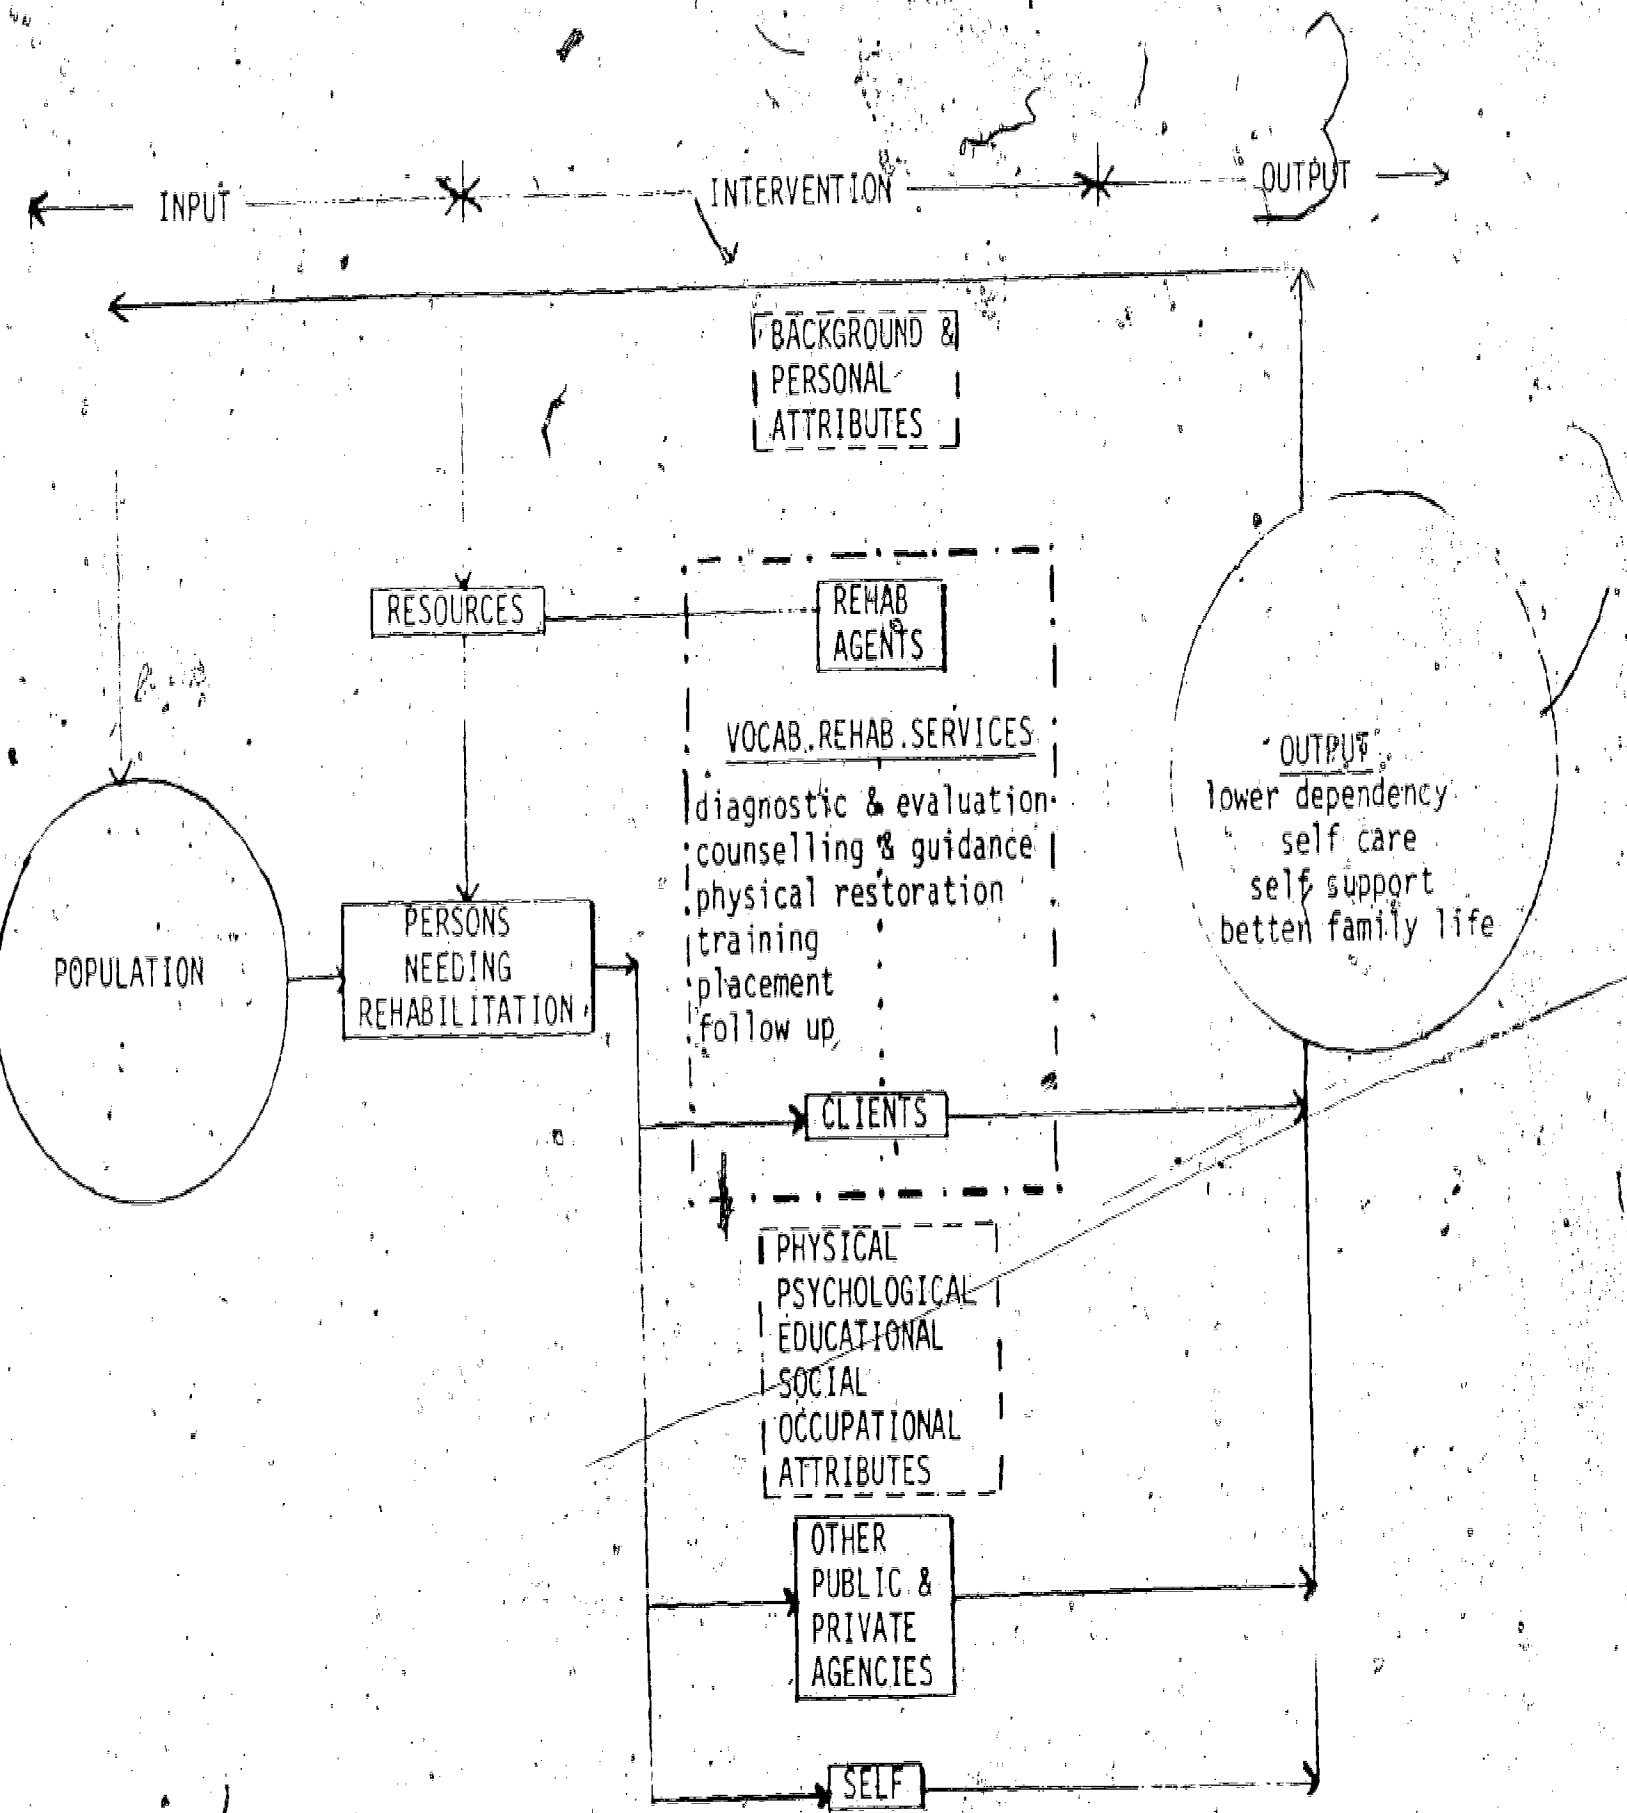 INPUT INTERVENTION OUTPUT
BACKGROUND &
PERSONAL
ATTRIBUTES
RESOURCES
REHAB
AGENTS
VOCAB.REHAB.SERVICES
diagnostic & evaluation
counselling & guidance
physical restoration
training
placement
follow up
OUTPUT
lower dependency
self care
self support
betten family life
POPULATION
PERSONS
NEEDING
REHABILITATION
CLIENTS
PHYSICAL
PSYCHOLOGICAL
EDUCATIONAL
SOCIAL
OCCUPATIONAL
ATTRIBUTES
OTHER
PUBLIC &
PRIVATE
AGENCIES
SELF